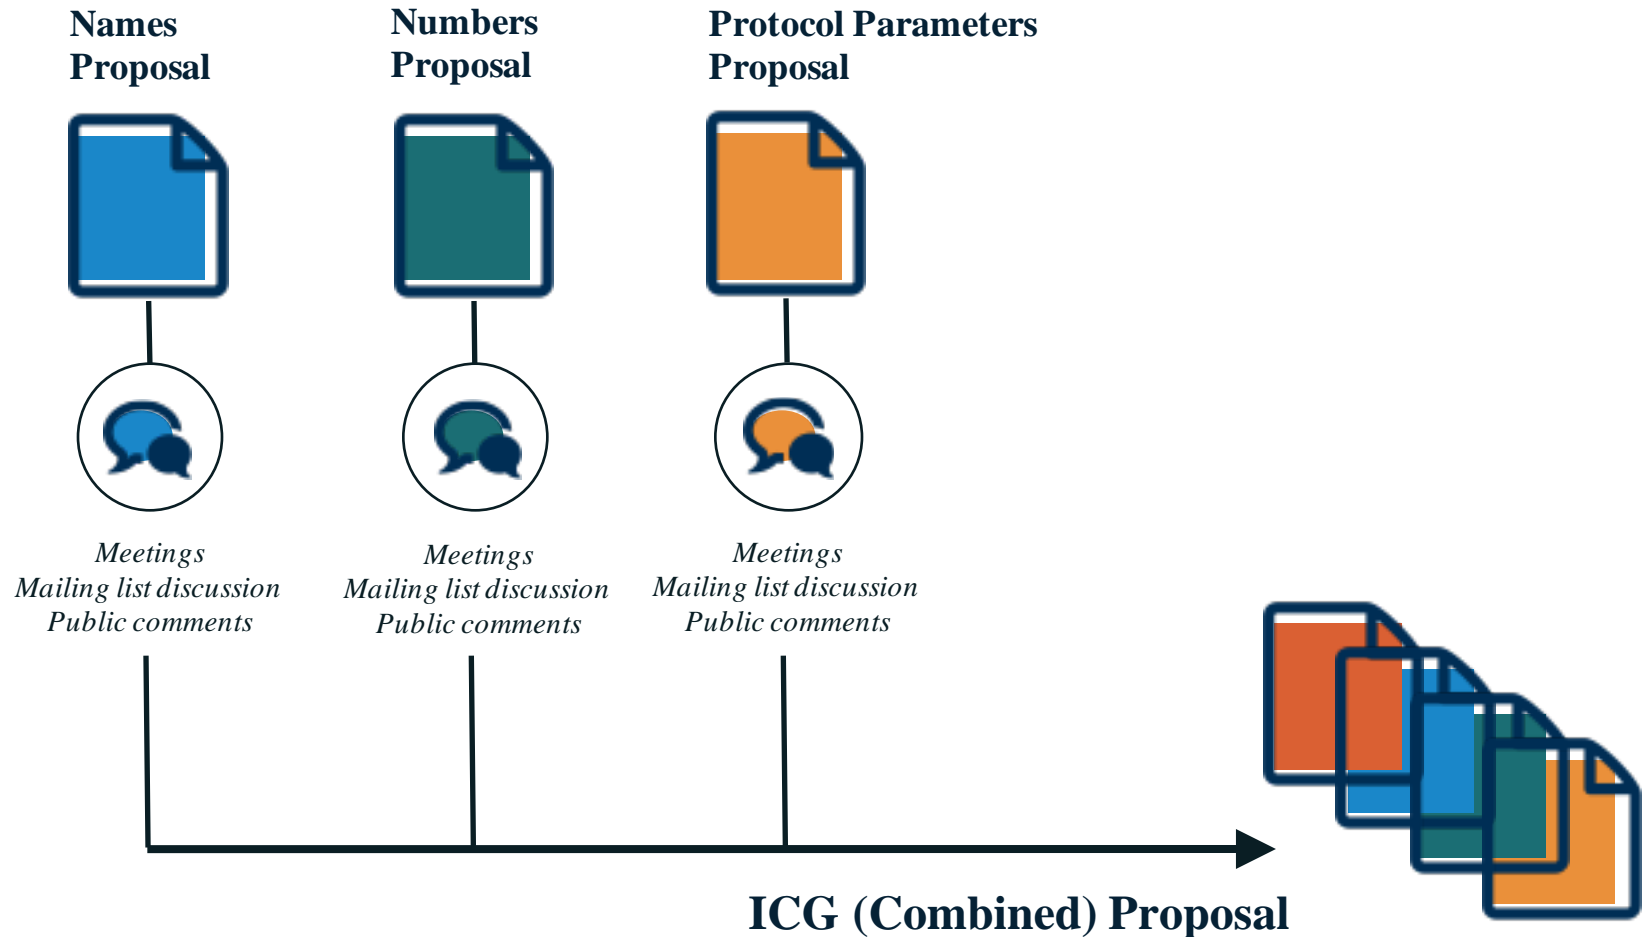 Names
Proposal
Numbers
Proposal
Protocol Parameters
Proposal
Meetings
Mailing list discussion
Public comments
Meetings
Mailing list discussion
Public comments
Meetings
Mailing list discussion
Public comments
ICG (Combined) Proposal